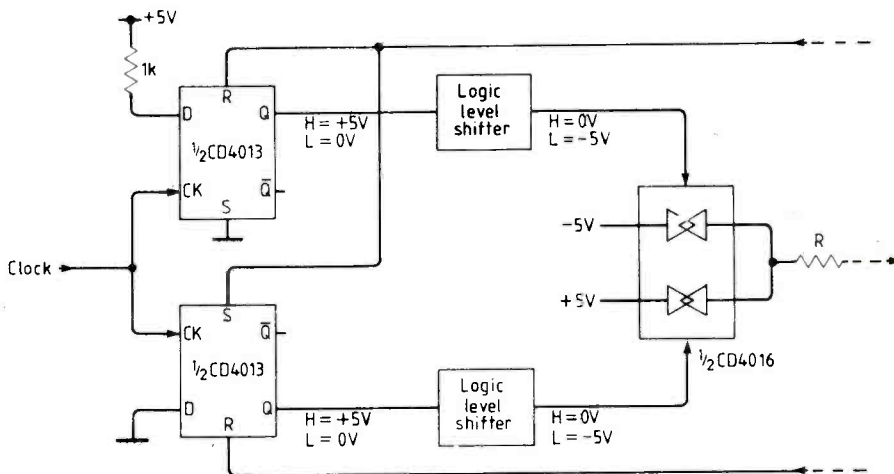 +5V
1k
R
D
Q
H = +5V
L = 0V
Logic
level
shifter
H = 0V
L = -5V
½CD4013
CK
Q̅
S
-5V
R
Clock
+5V
S
CK
Q̅
½CD4013
½CD4016
D
Q
R
H = +5V
L = 0V
Logic
level
shifter
H = 0V
L = -5V